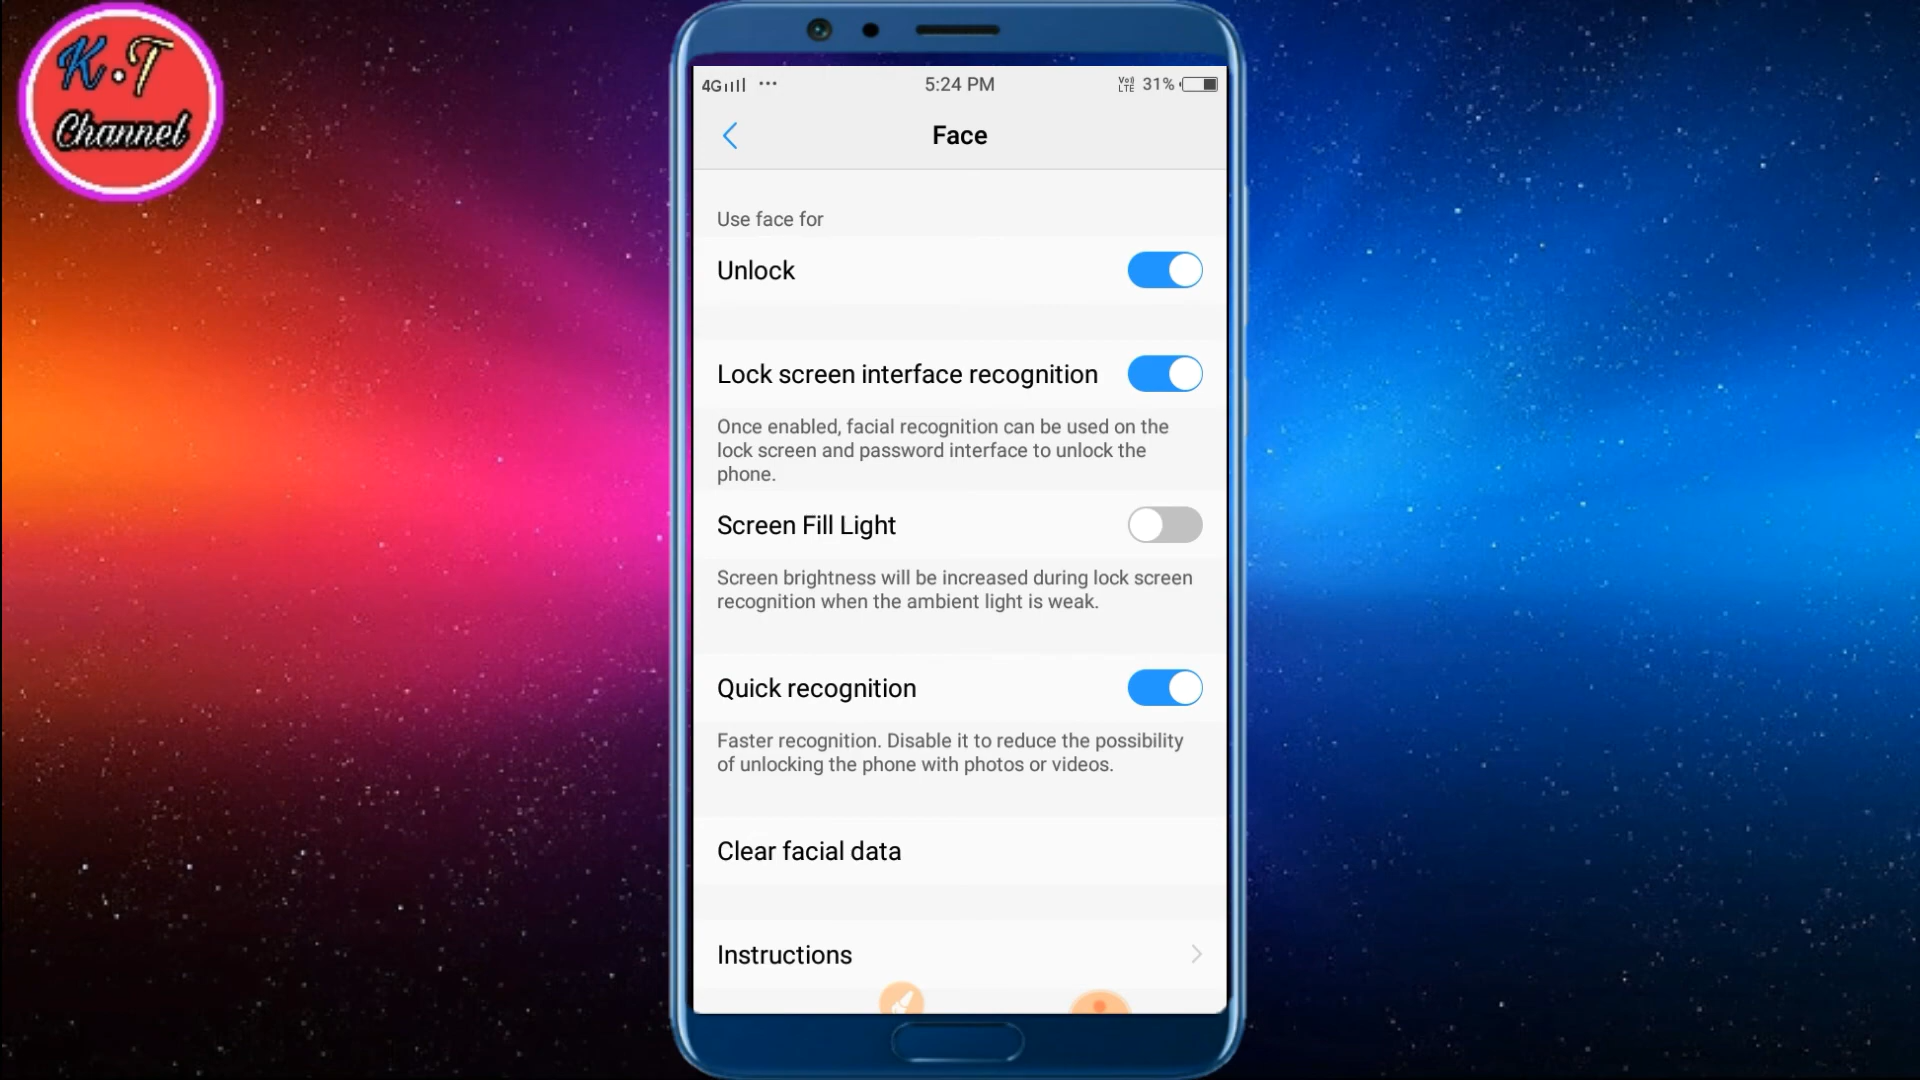 K.T
Channel
4G ... 5:24 PM VoI LTE 31%
Face
Use face for
Unlock
Lock screen interface recognition
Once enabled, facial recognition can be used on the
lock screen and password interface to unlock the
phone.
Screen Fill Light
Screen brightness will be increased during lock screen
recognition when the ambient light is weak.
Quick recognition
Faster recognition. Disable it to reduce the possibility
of unlocking the phone with photos or videos.
Clear facial data
Instructions